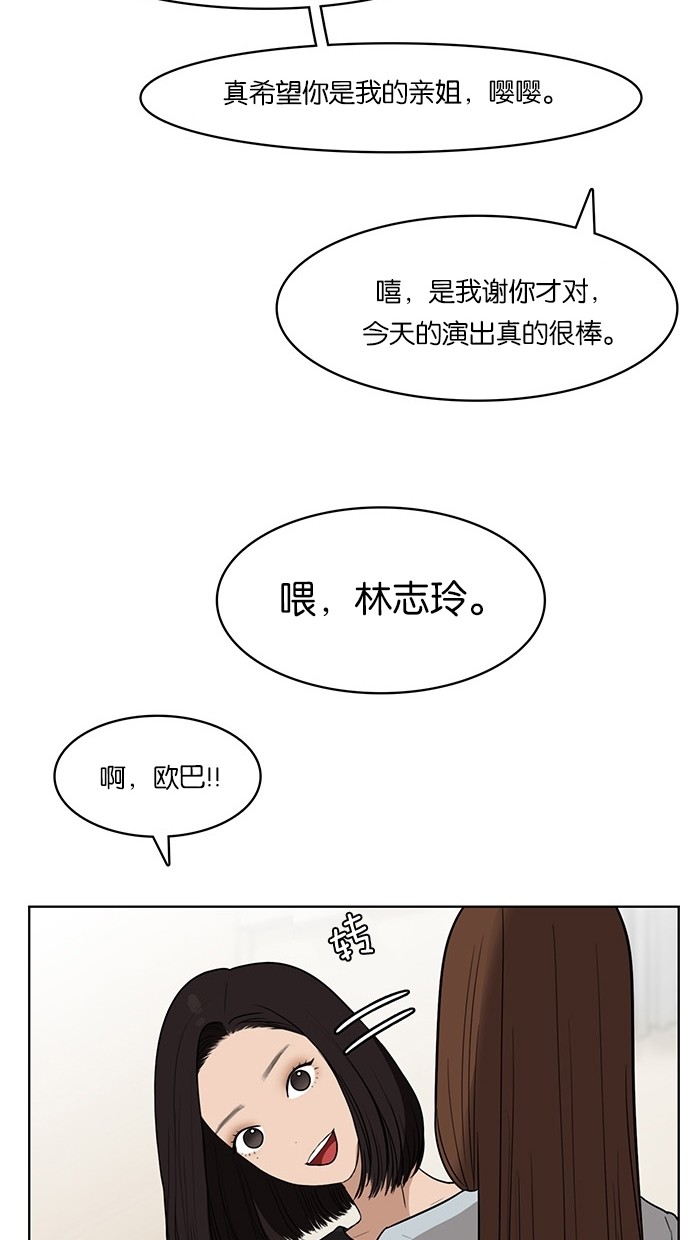 真希望你是我的亲姐，嘤嘤。
嘻，是我谢你才对，
今天的演出真的很棒。
喂，林志玲。
啊，欧巴!!
转